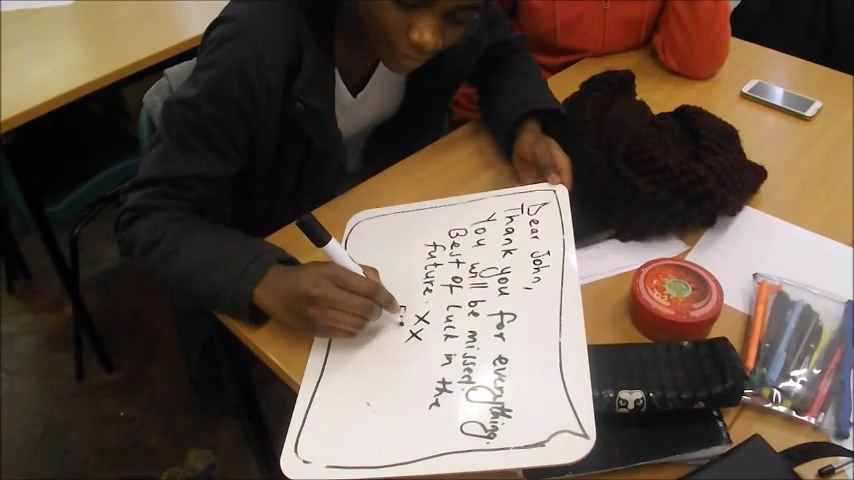 Dear John,
Thank you for everything.
You will be missed.
Best of Luck in the
future. xx